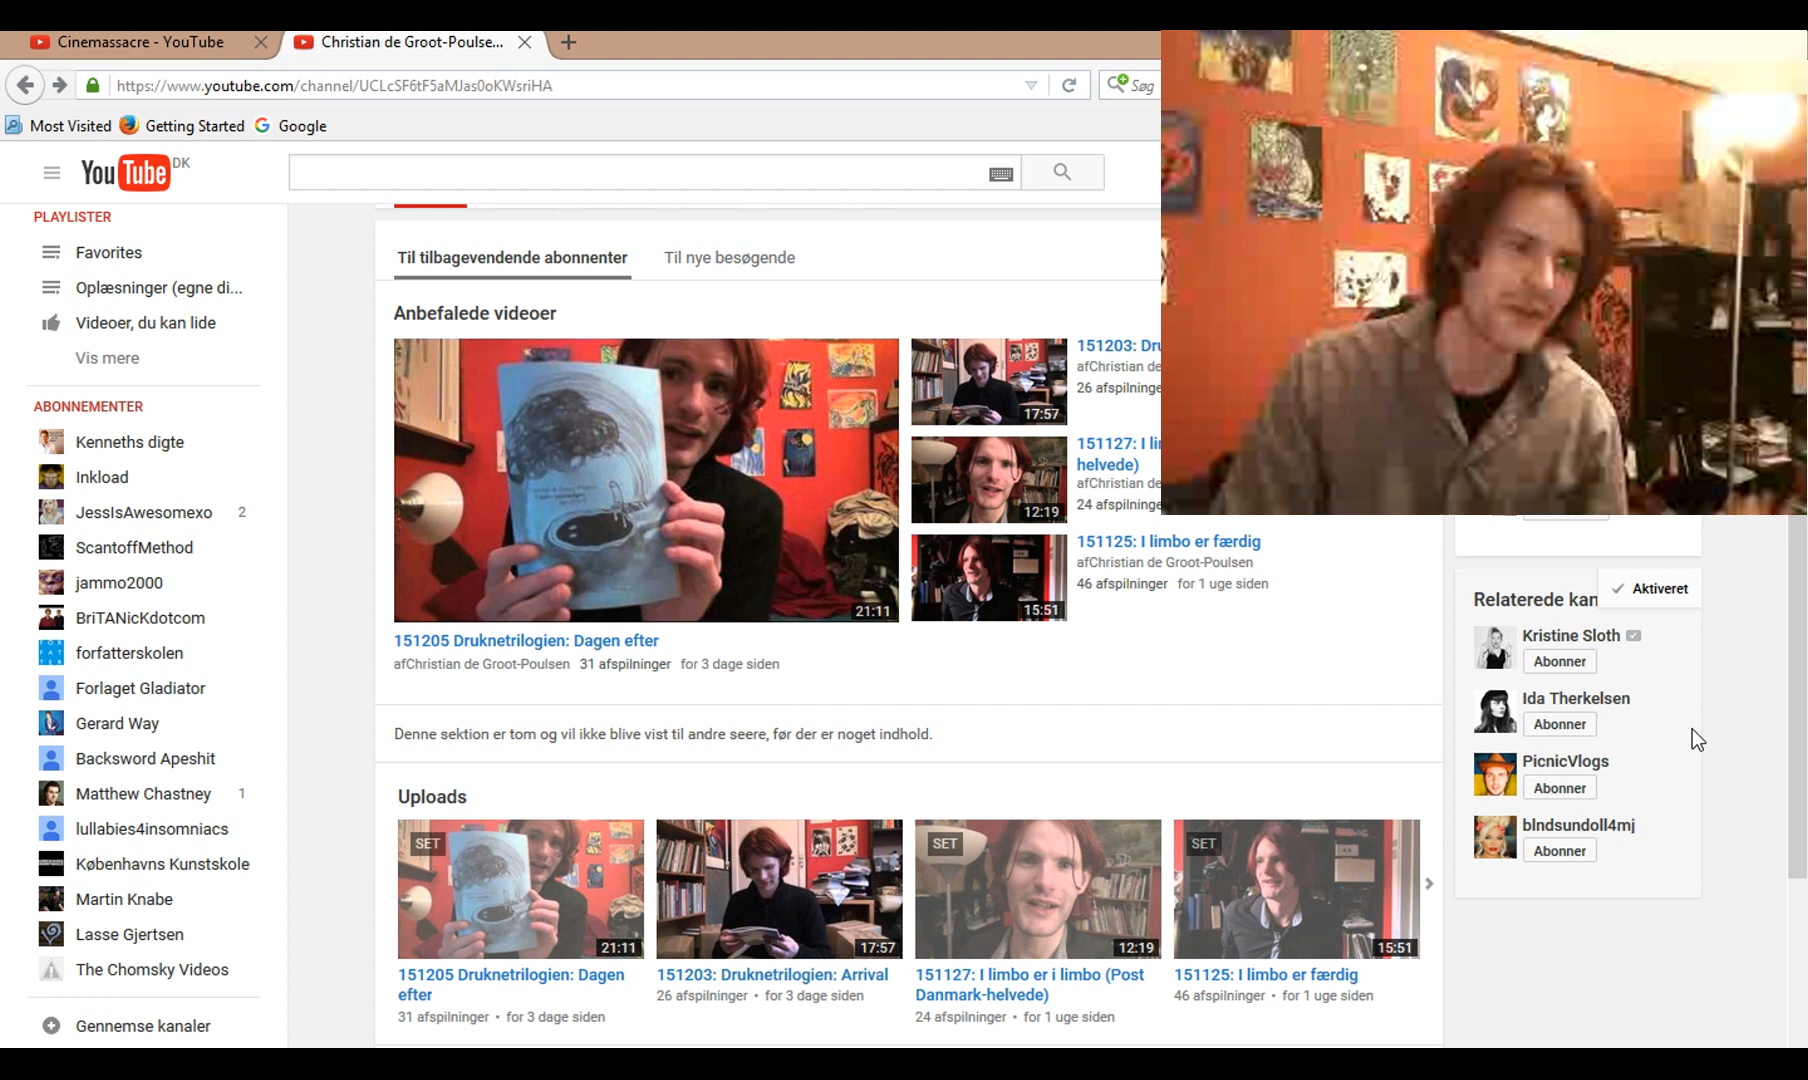 Cinemassacre - YouTube
Christian de Groot-Poulse...
https://www.youtube.com/channel/UCLcSF6tF5aMJas0oKWsriHA
Søg
Most Visited
Getting Started
Google
YouTube DK
PLAYLISTER
Favorites
Oplæsninger (egne di...
Videoer, du kan lide
Vis mere
ABONNEMENTER
Kenneths digte
Inkload
JessIsAwesomexo 2
ScantoffMethod
jammo2000
BriTANicKdotcom
forfatterskolen
Forlaget Gladiator
Gerard Way
Backsword Apeshit
Matthew Chastney 1
lullabies4insomniacs
Københavns Kunstskole
Martin Knabe
Lasse Gjertsen
The Chomsky Videos
Gennemse kanaler
Til tilbagevendende abonnenter
Til nye besøgende
Anbefalede videoer
21:11
151205 Druknetrilogien: Dagen efter
afChristian de Groot-Poulsen 31 afspilninger for 3 dage siden
17:57
151203: Dru
afChristian de
26 afspilninge
12:19
151127: I li
helvede)
afChristian de
24 afspilninge
15:51
151125: I limbo er færdig
afChristian de Groot-Poulsen
46 afspilninger for 1 uge siden
Denne sektion er tom og vil ikke blive vist til andre seere, før der er noget indhold.
Uploads
SET
21:11
151205 Druknetrilogien: Dagen
efter
31 afspilninger • for 3 dage siden
17:57
151203: Druknetrilogien: Arrival
26 afspilninger • for 3 dage siden
SET
12:19
151127: I limbo er i limbo (Post
Danmark-helvede)
24 afspilninger • for 1 uge siden
SET
15:51
151125: I limbo er færdig
46 afspilninger • for 1 uge siden
Relaterede kan
Aktiveret
Kristine Sloth
Abonner
Ida Therkelsen
Abonner
PicnicVlogs
Abonner
blndsundoll4mj
Abonner